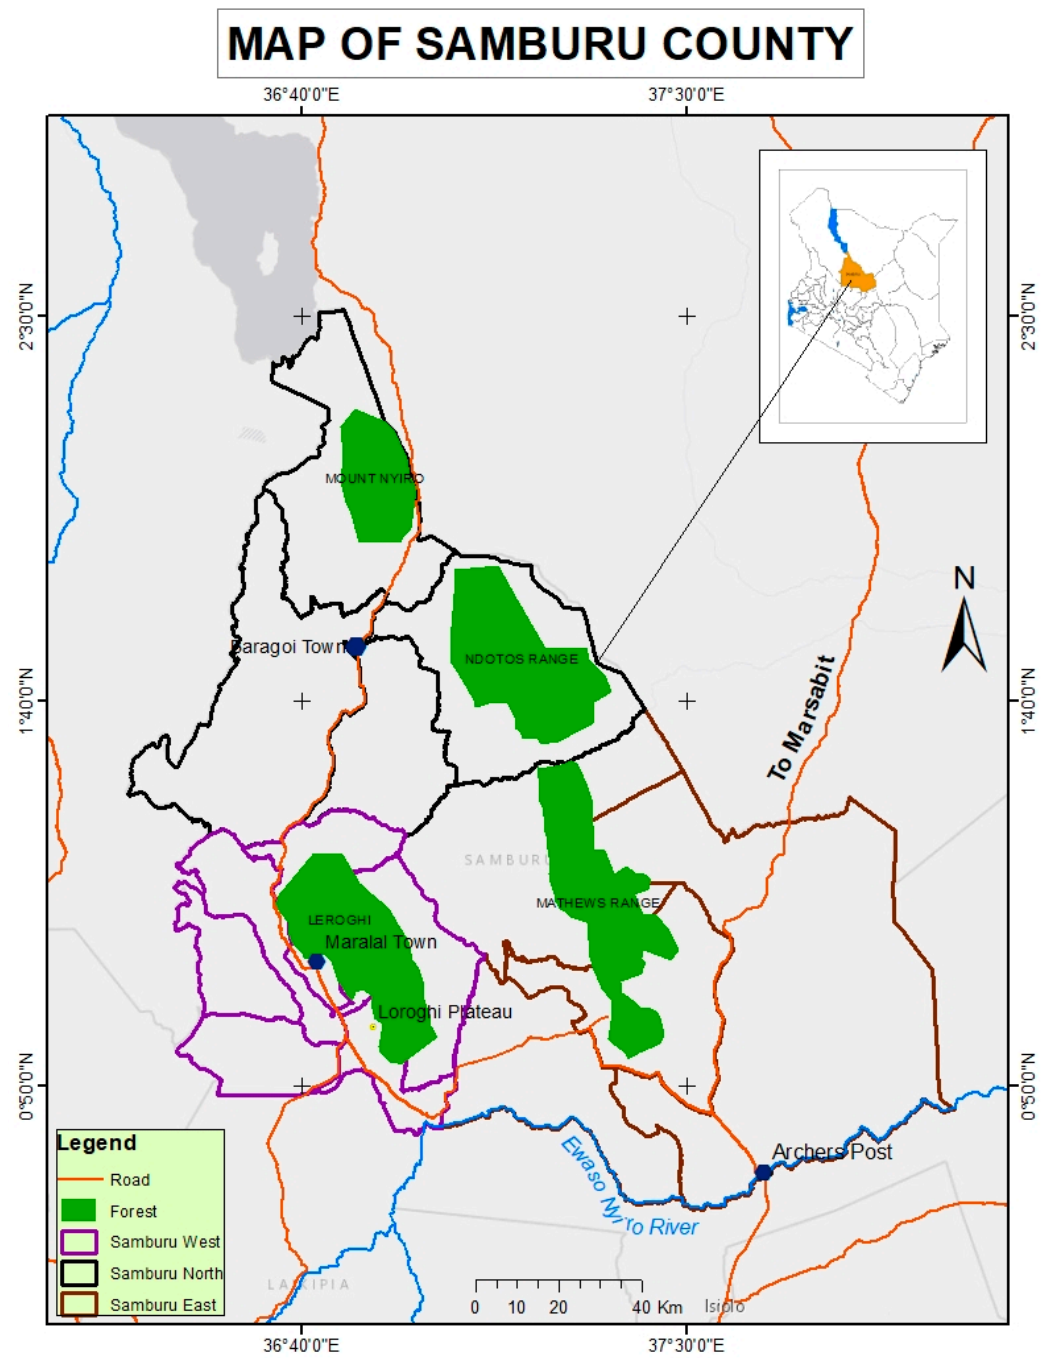 MAP OF SAMBURU COUNTY
36°40'0"E
37°30'0"E
2°30'0"N
2°30'0"N
MOUNT NYIRO
N
Baragoi Town
NDOTOS RANGE
1°40'0"N
1°40'0"N
To Marsabit
SAMBURU
MATHEWS RANGE
LEROGHI
Maralal Town
Loroghi Plateau
0°50'0"N
0°50'0"N
Archers Post
Ewaso Nyiro River
Legend
Road
Forest
Samburu West
Samburu North
Samburu East
LAIKIPIA
0 10 20 40 Km
Isiolo
36°40'0"E
37°30'0"E